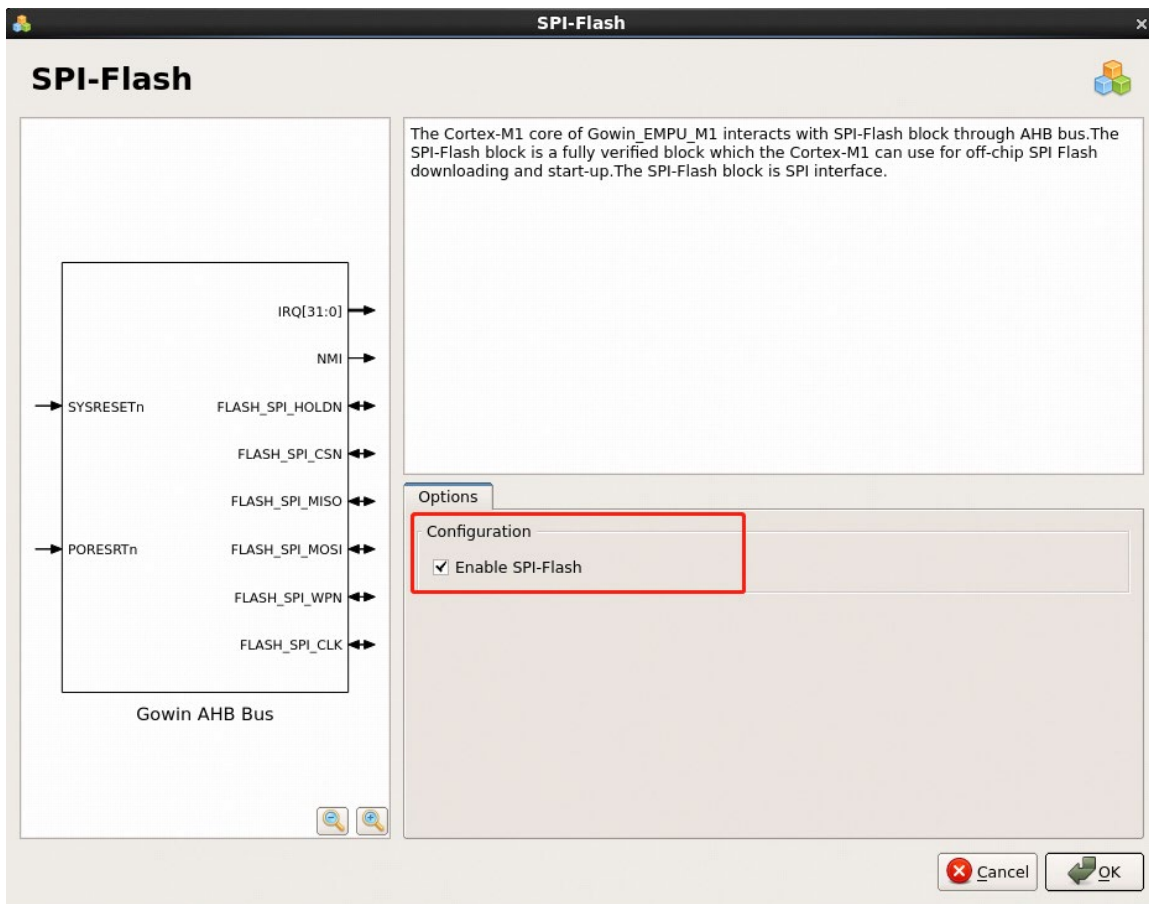 SPI-Flash
SPI-Flash
The Cortex-M1 core of Gowin_EMPU_M1 interacts with SPI-Flash block through AHB bus.The
SPI-Flash block is a fully verified block which the Cortex-M1 can use for off-chip SPI Flash
downloading and start-up.The SPI-Flash block is SPI interface.
IRQ[31:0]
NMI
SYSRESETn
FLASH_SPI_HOLDN
FLASH_SPI_CSN
FLASH_SPI_MISO
PORESRTn
FLASH_SPI_MOSI
FLASH_SPI_WPN
FLASH_SPI_CLK
Gowin AHB Bus
Options
Configuration
Enable SPI-Flash
Cancel
OK